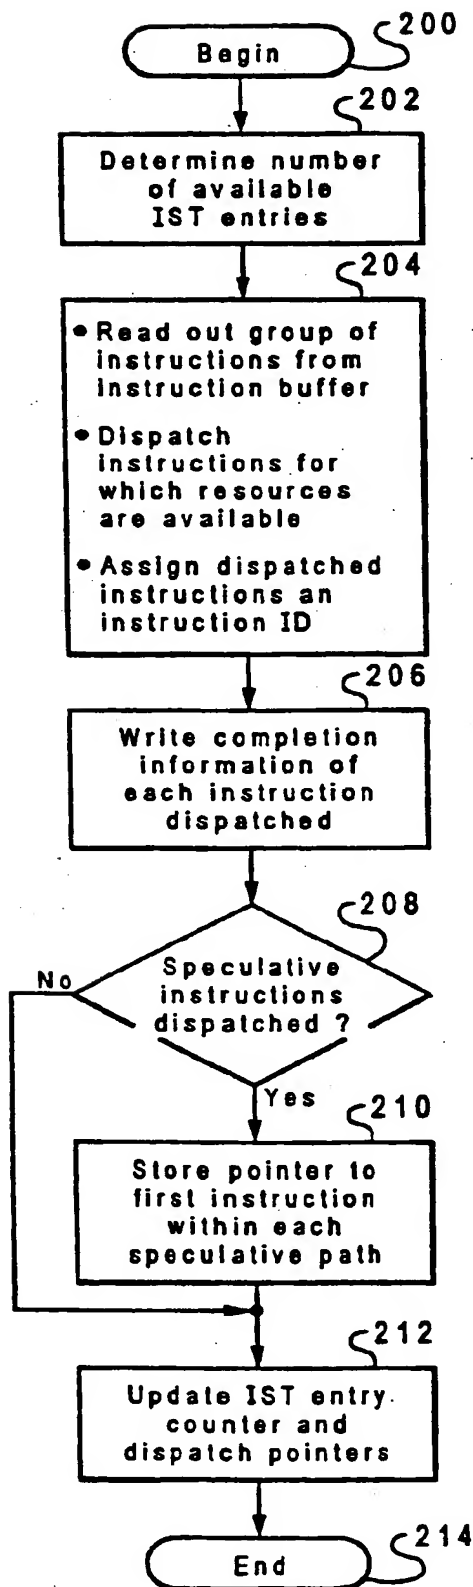 200
Begin
202
Determine number
of available
IST entries
204
• Read out group of
instructions from
instruction buffer
• Dispatch
instructions for
which resources
are available
• Assign dispatched
instructions an
instruction ID
206
Write completion
information of
each instruction
dispatched
208
Speculative
instructions
dispatched ?
No
Yes
210
Store pointer to
first instruction
within each
speculative path
212
Update IST entry
counter and
dispatch pointers
End
214